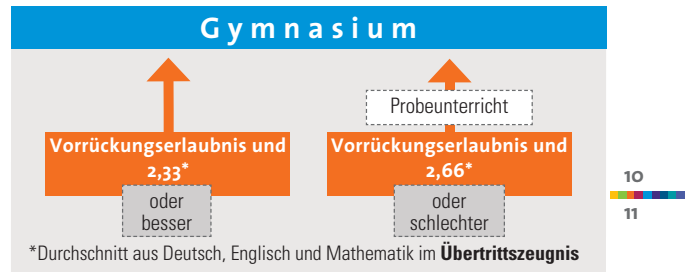 Gymnasium
Probeunterricht
Vorrückungserlaubnis und
2,33*
oder
besser
Vorrückungserlaubnis und
2,66*
oder
schlechter
*Durchschnitt aus Deutsch, Englisch und Mathematik im Übertrittszeugnis
10
11